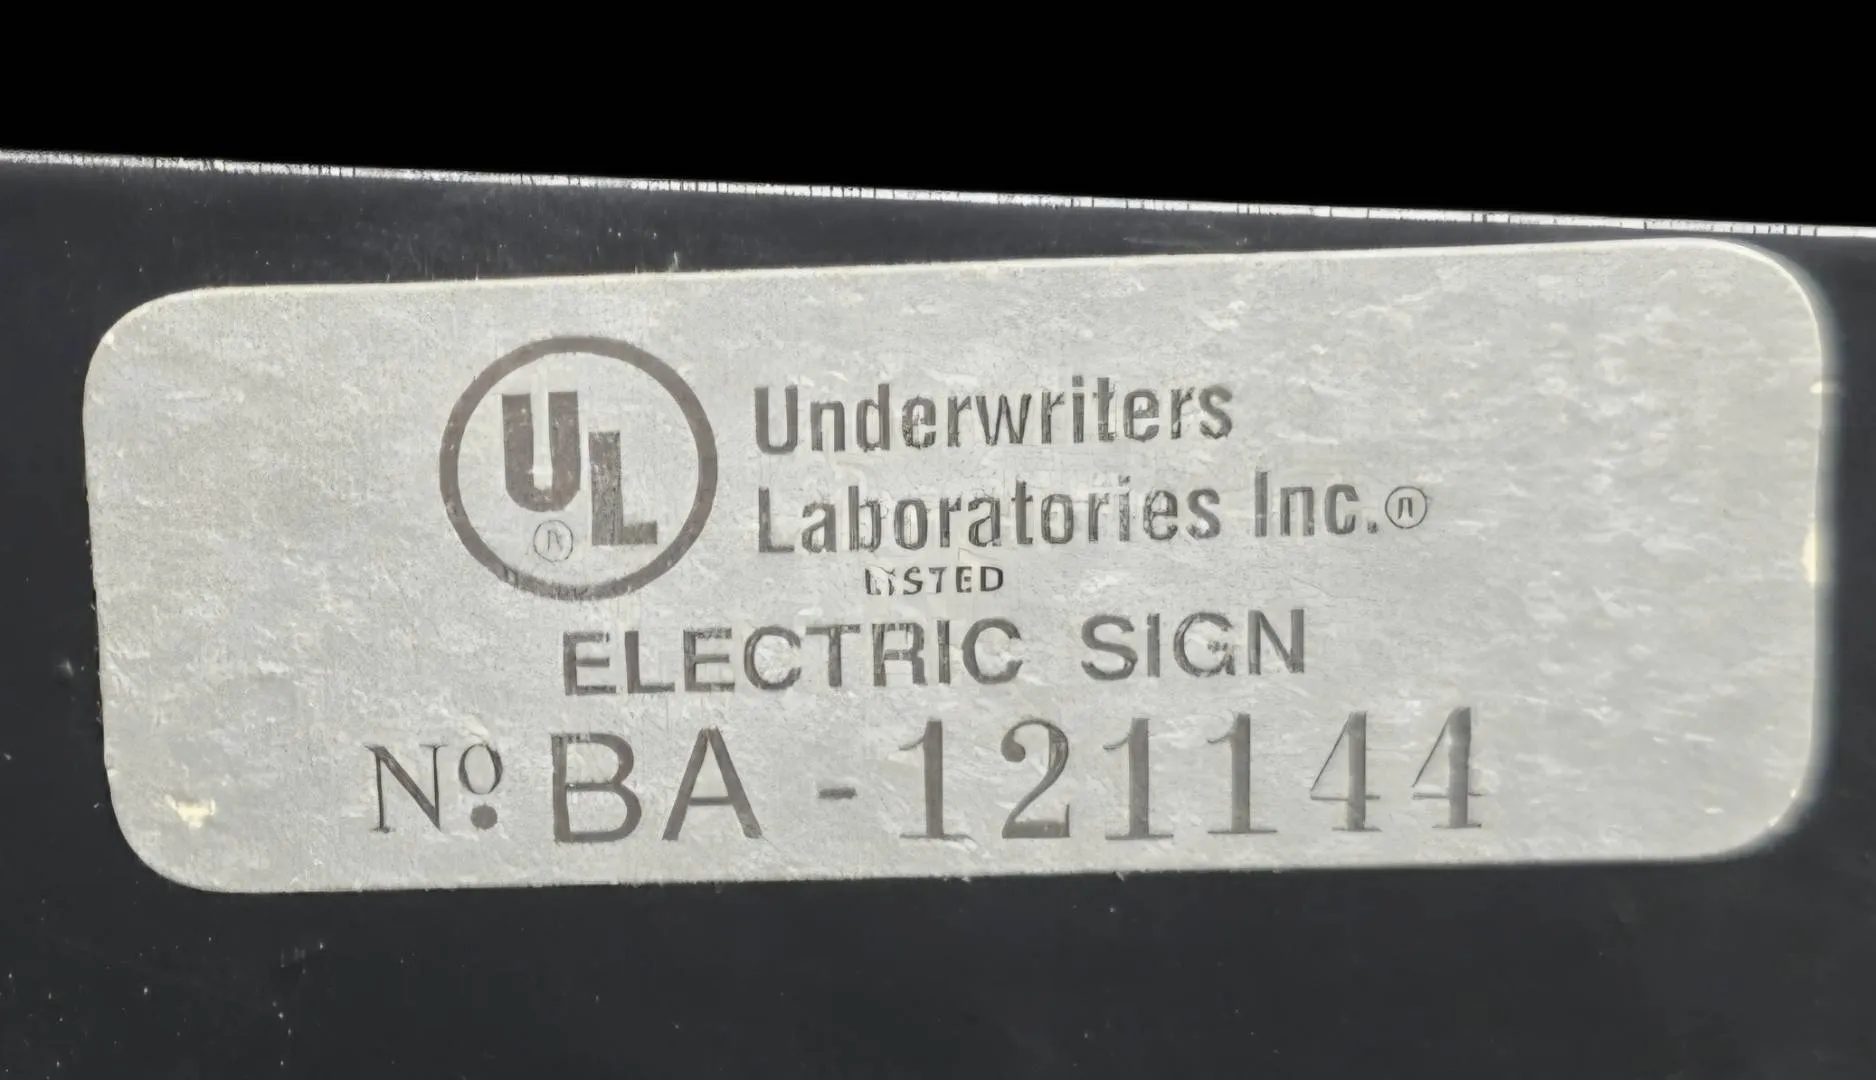 UL®
Underwriters
Laboratories Inc.®
LISTED
ELECTRIC SIGN
Nº. BA-121144